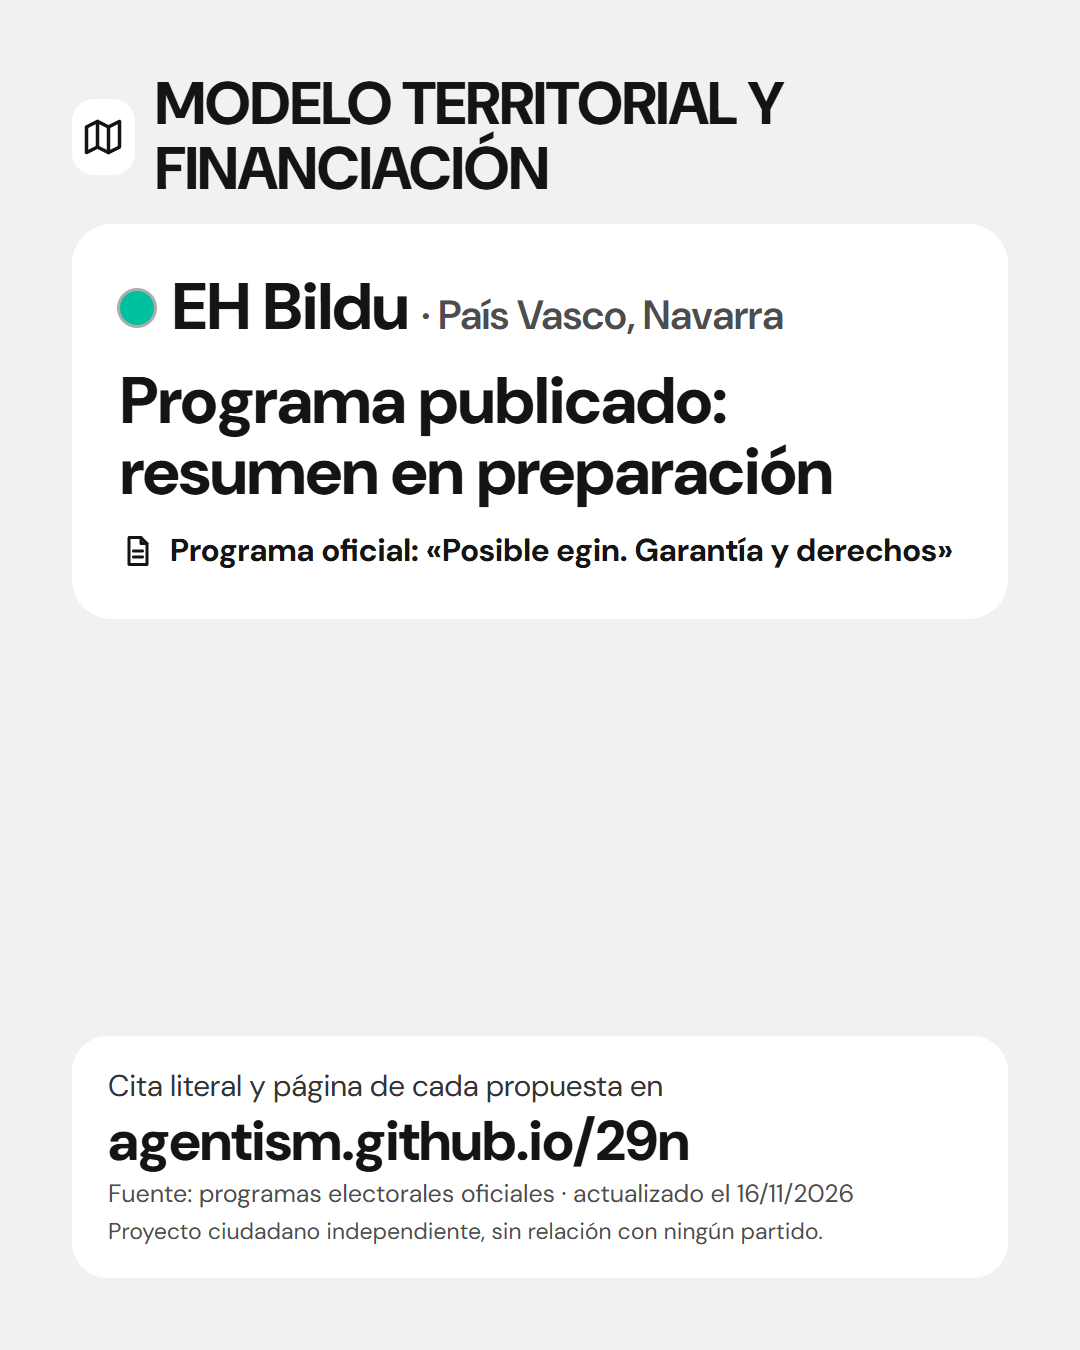 MODELO TERRITORIAL Y
FINANCIACIÓN
EH Bildu · País Vasco, Navarra
Programa publicado:
resumen en preparación
Programa oficial: «Posible egin. Garantía y derechos»
Cita literal y página de cada propuesta en
agentism.github.io/29n
Fuente: programas electorales oficiales · actualizado el 16/11/2026
Proyecto ciudadano independiente, sin relación con ningún partido.